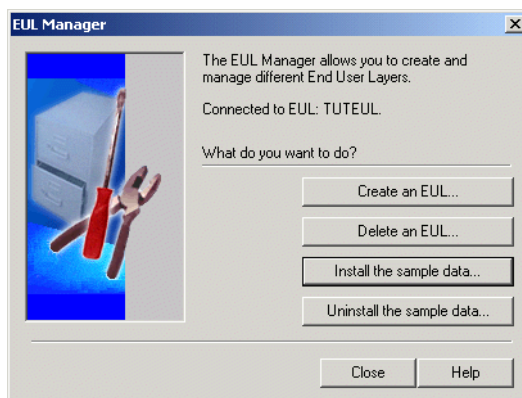 EUL Manager
The EUL Manager allows you to create and
manage different End User Layers.
Connected to EUL: TUTEUL.
What do you want to do?
Create an EUL...
Delete an EUL...
Install the sample data...
Uninstall the sample data...
Close
Help